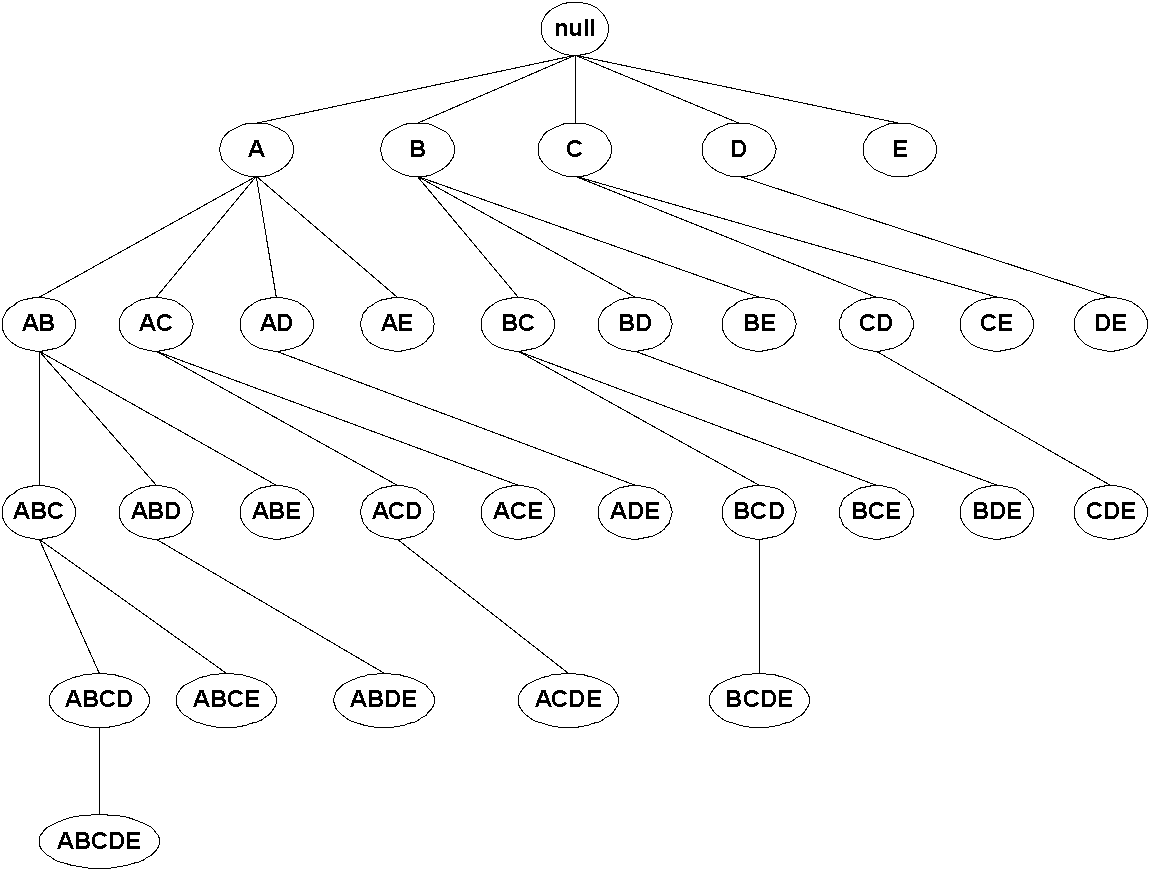 null
A B C D E
AB AC AD AE BC BD BE CD CE DE
ABC ABD ABE ACD ACE ADE BCD BCE BDE CDE
ABCD ABCE ABDE ACDE BCDE
ABCDE